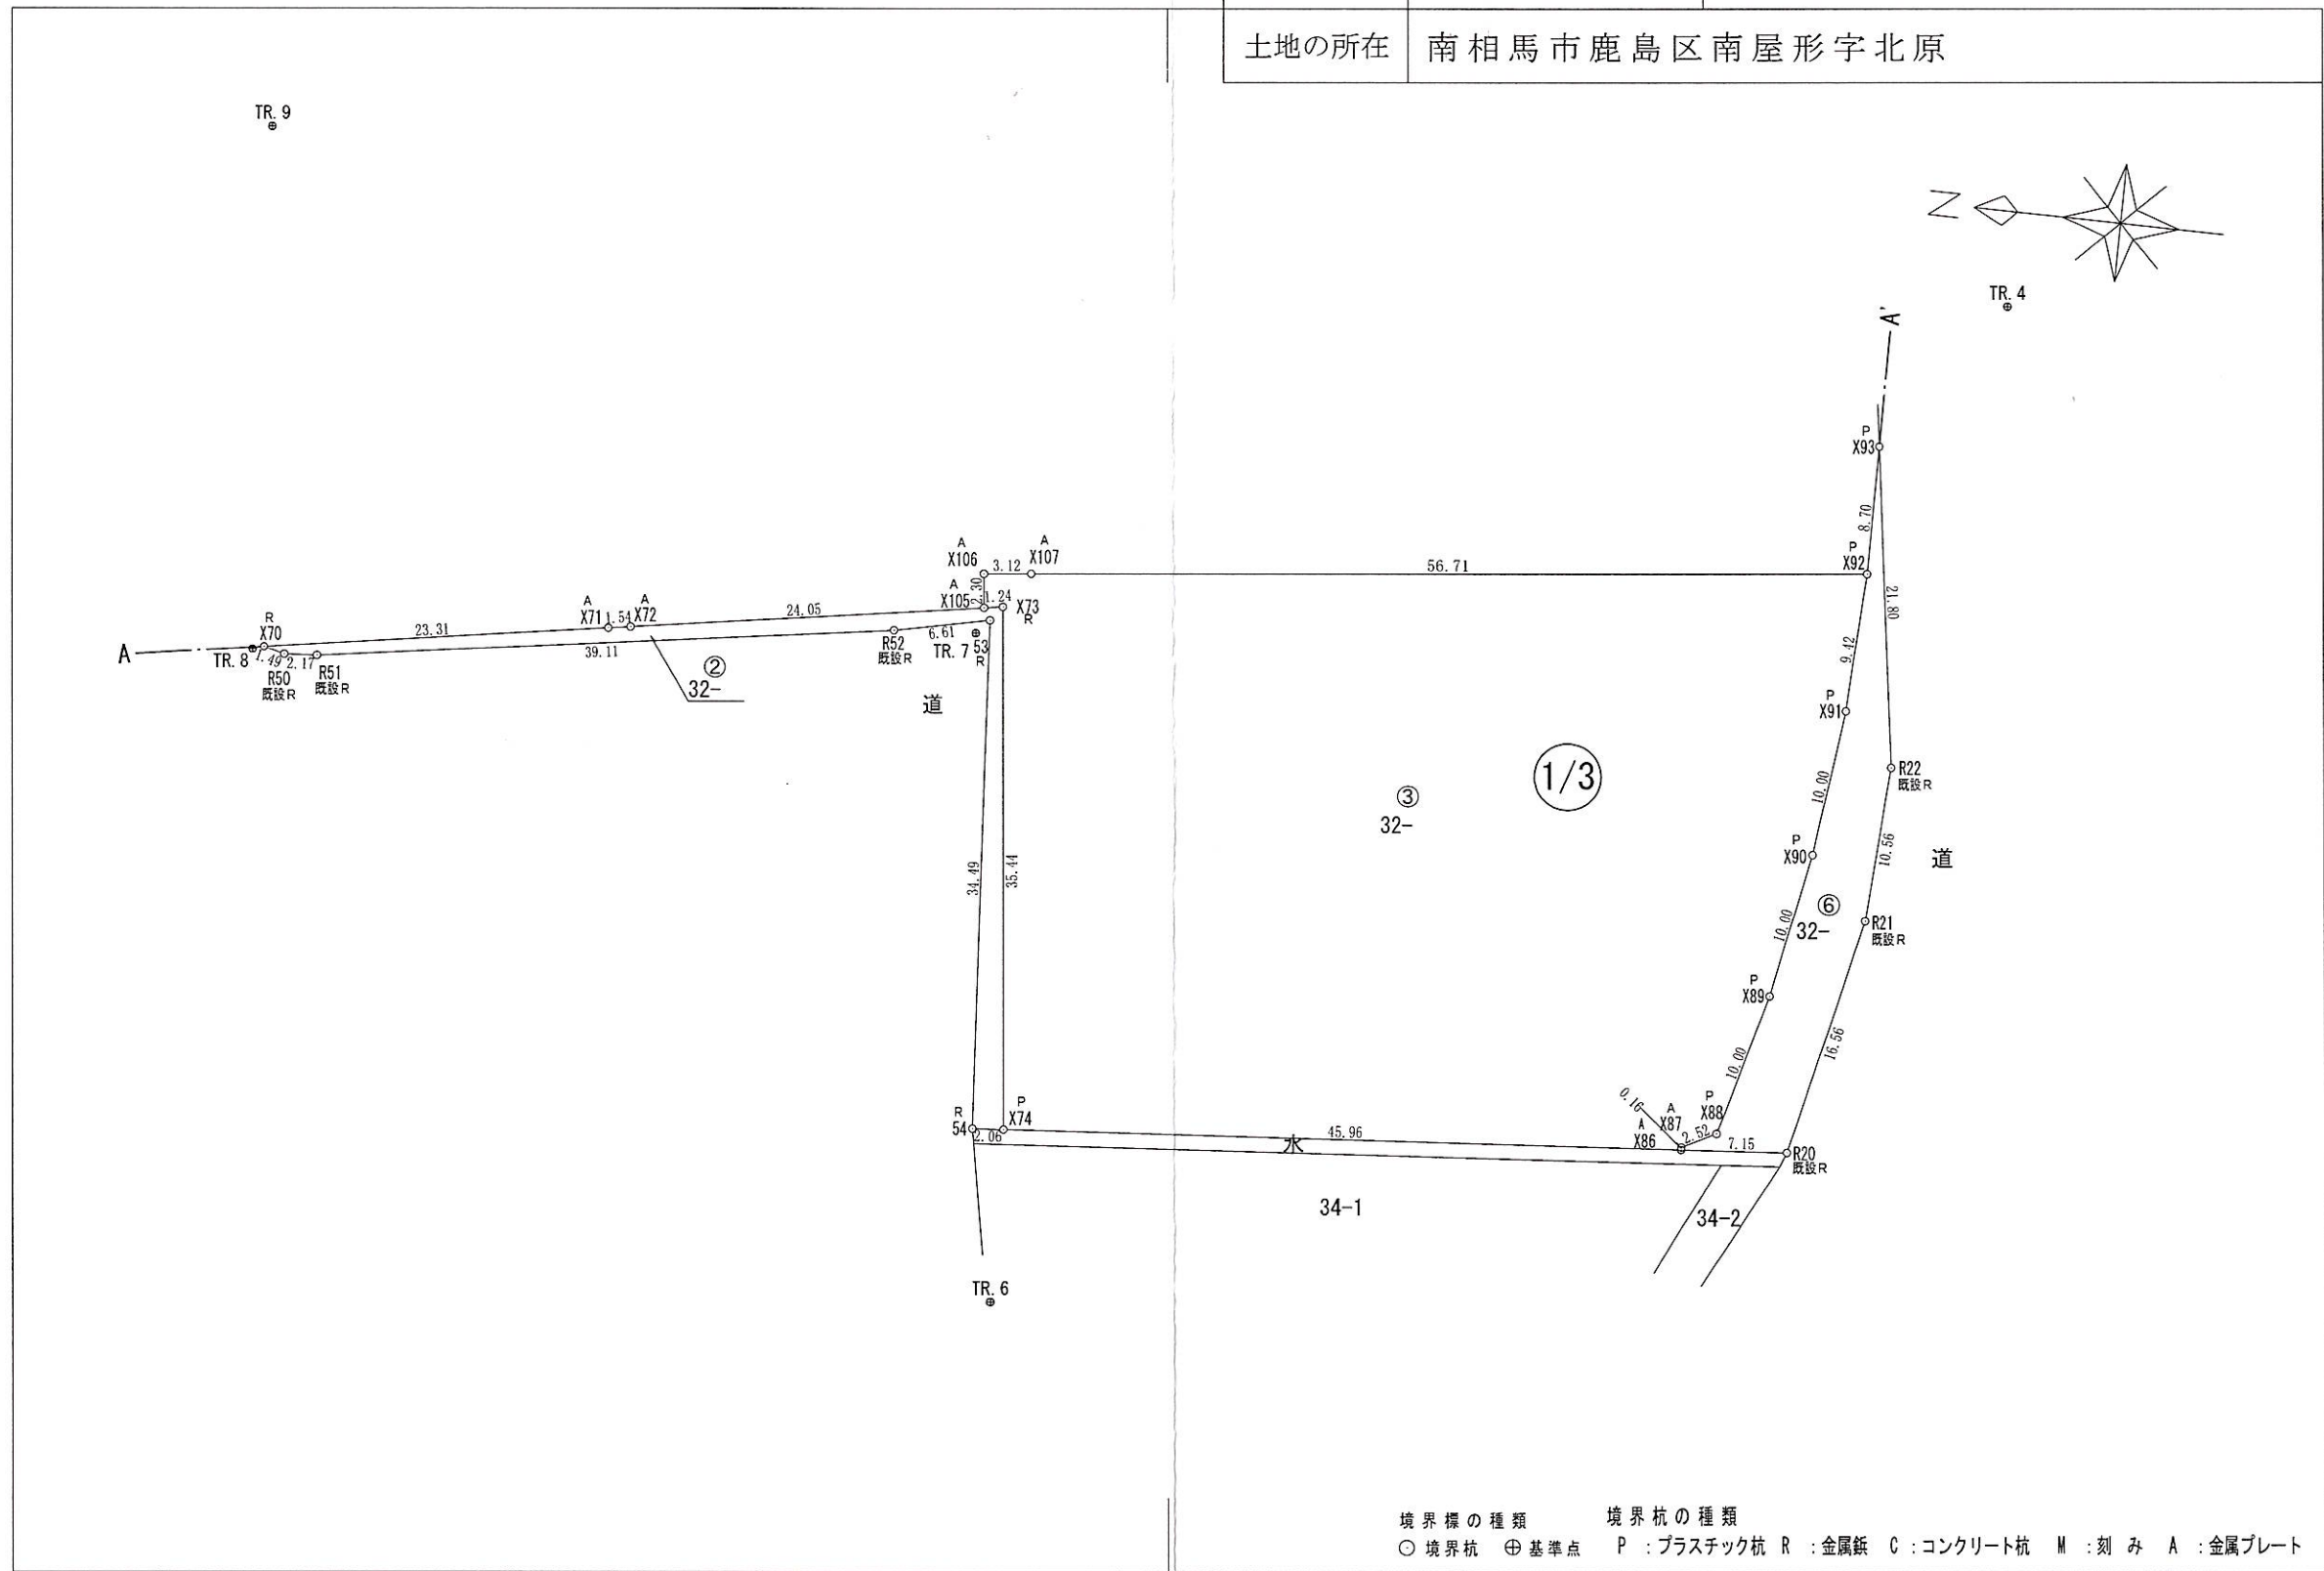 土地の所在 南相馬市鹿島区南屋形字北原
TR. 9
N
TR. 4
A'
P
X93
8.70
P
X92
21.80
A
X106
3.12
A
X107
56.71
2.30
A
X105
1.24
X73
R
A
X71
1.54
A
X72
24.05
R
X70
23.31
A
TR. 8
1.49
2.17
R50
既設R
R51
既設R
39.11
R52
既設R
6.61
TR. 7
53
R
②
32-
道
9.42
P
X91
1/3
③
32-
10.00
R22
既設R
P
X90
10.56
道
34.49
35.44
⑥
32-
10.00
R21
既設R
P
X89
16.56
10.00
R
54
2.06
P
X74
45.96
水
0.16
A
X86
A
X87
P
X88
2.52
7.15
R20
既設R
34-1
34-2
TR. 6
境界標の種類 境界杭の種類
⊙ 境界杭 ⊕ 基準点 P : プラスチック杭 R : 金属鋲 C : コンクリート杭 M : 刻み A : 金属プレート